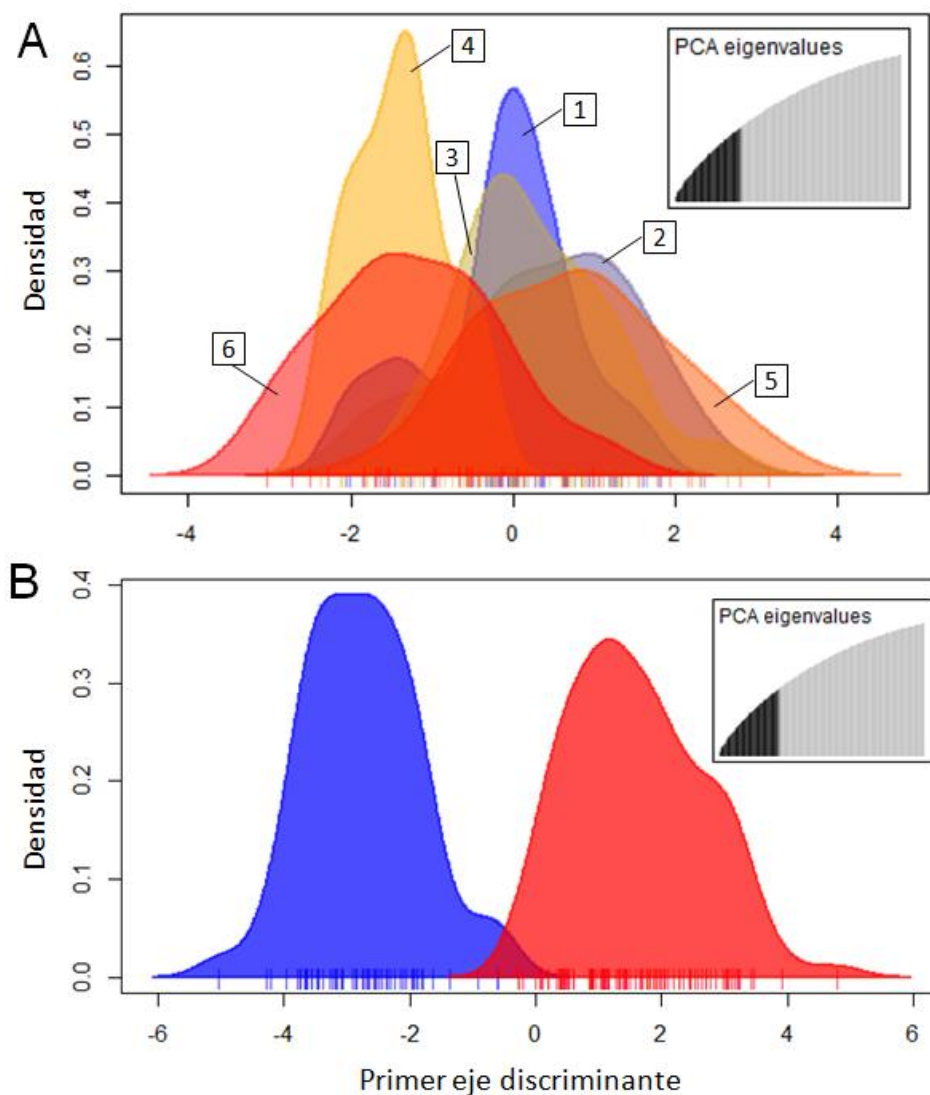 A
4
PCA eigenvalues
1
3
2
6
5
Densidad
0.0 0.1 0.2 0.3 0.4 0.5 0.6
-4 -2 0 2 4
B
PCA eigenvalues
Densidad
0.0 0.1 0.2 0.3 0.4
-6 -4 -2 0 2 4 6
Primer eje discriminante